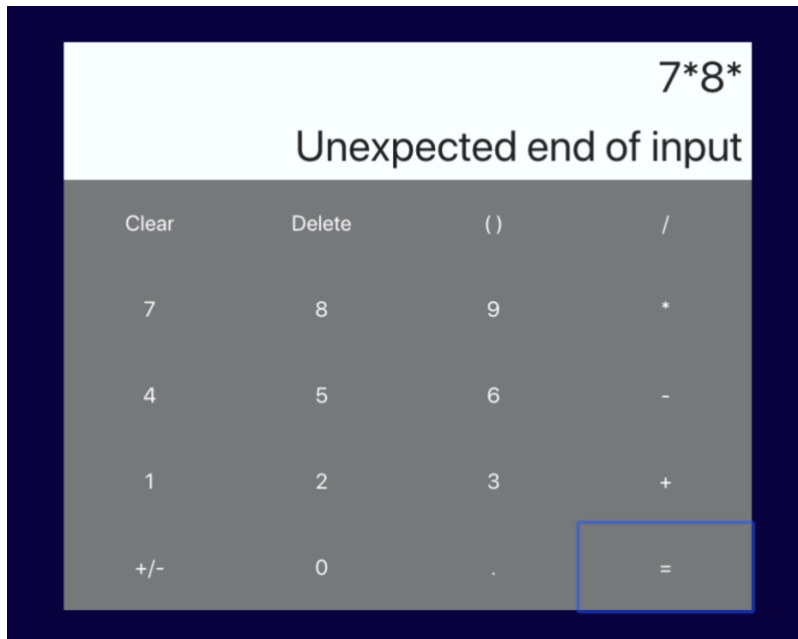 7*8*
Unexpected end of input
Clear Delete () /
7 8 9 *
4 5 6 -
1 2 3 +
+/- 0 . =